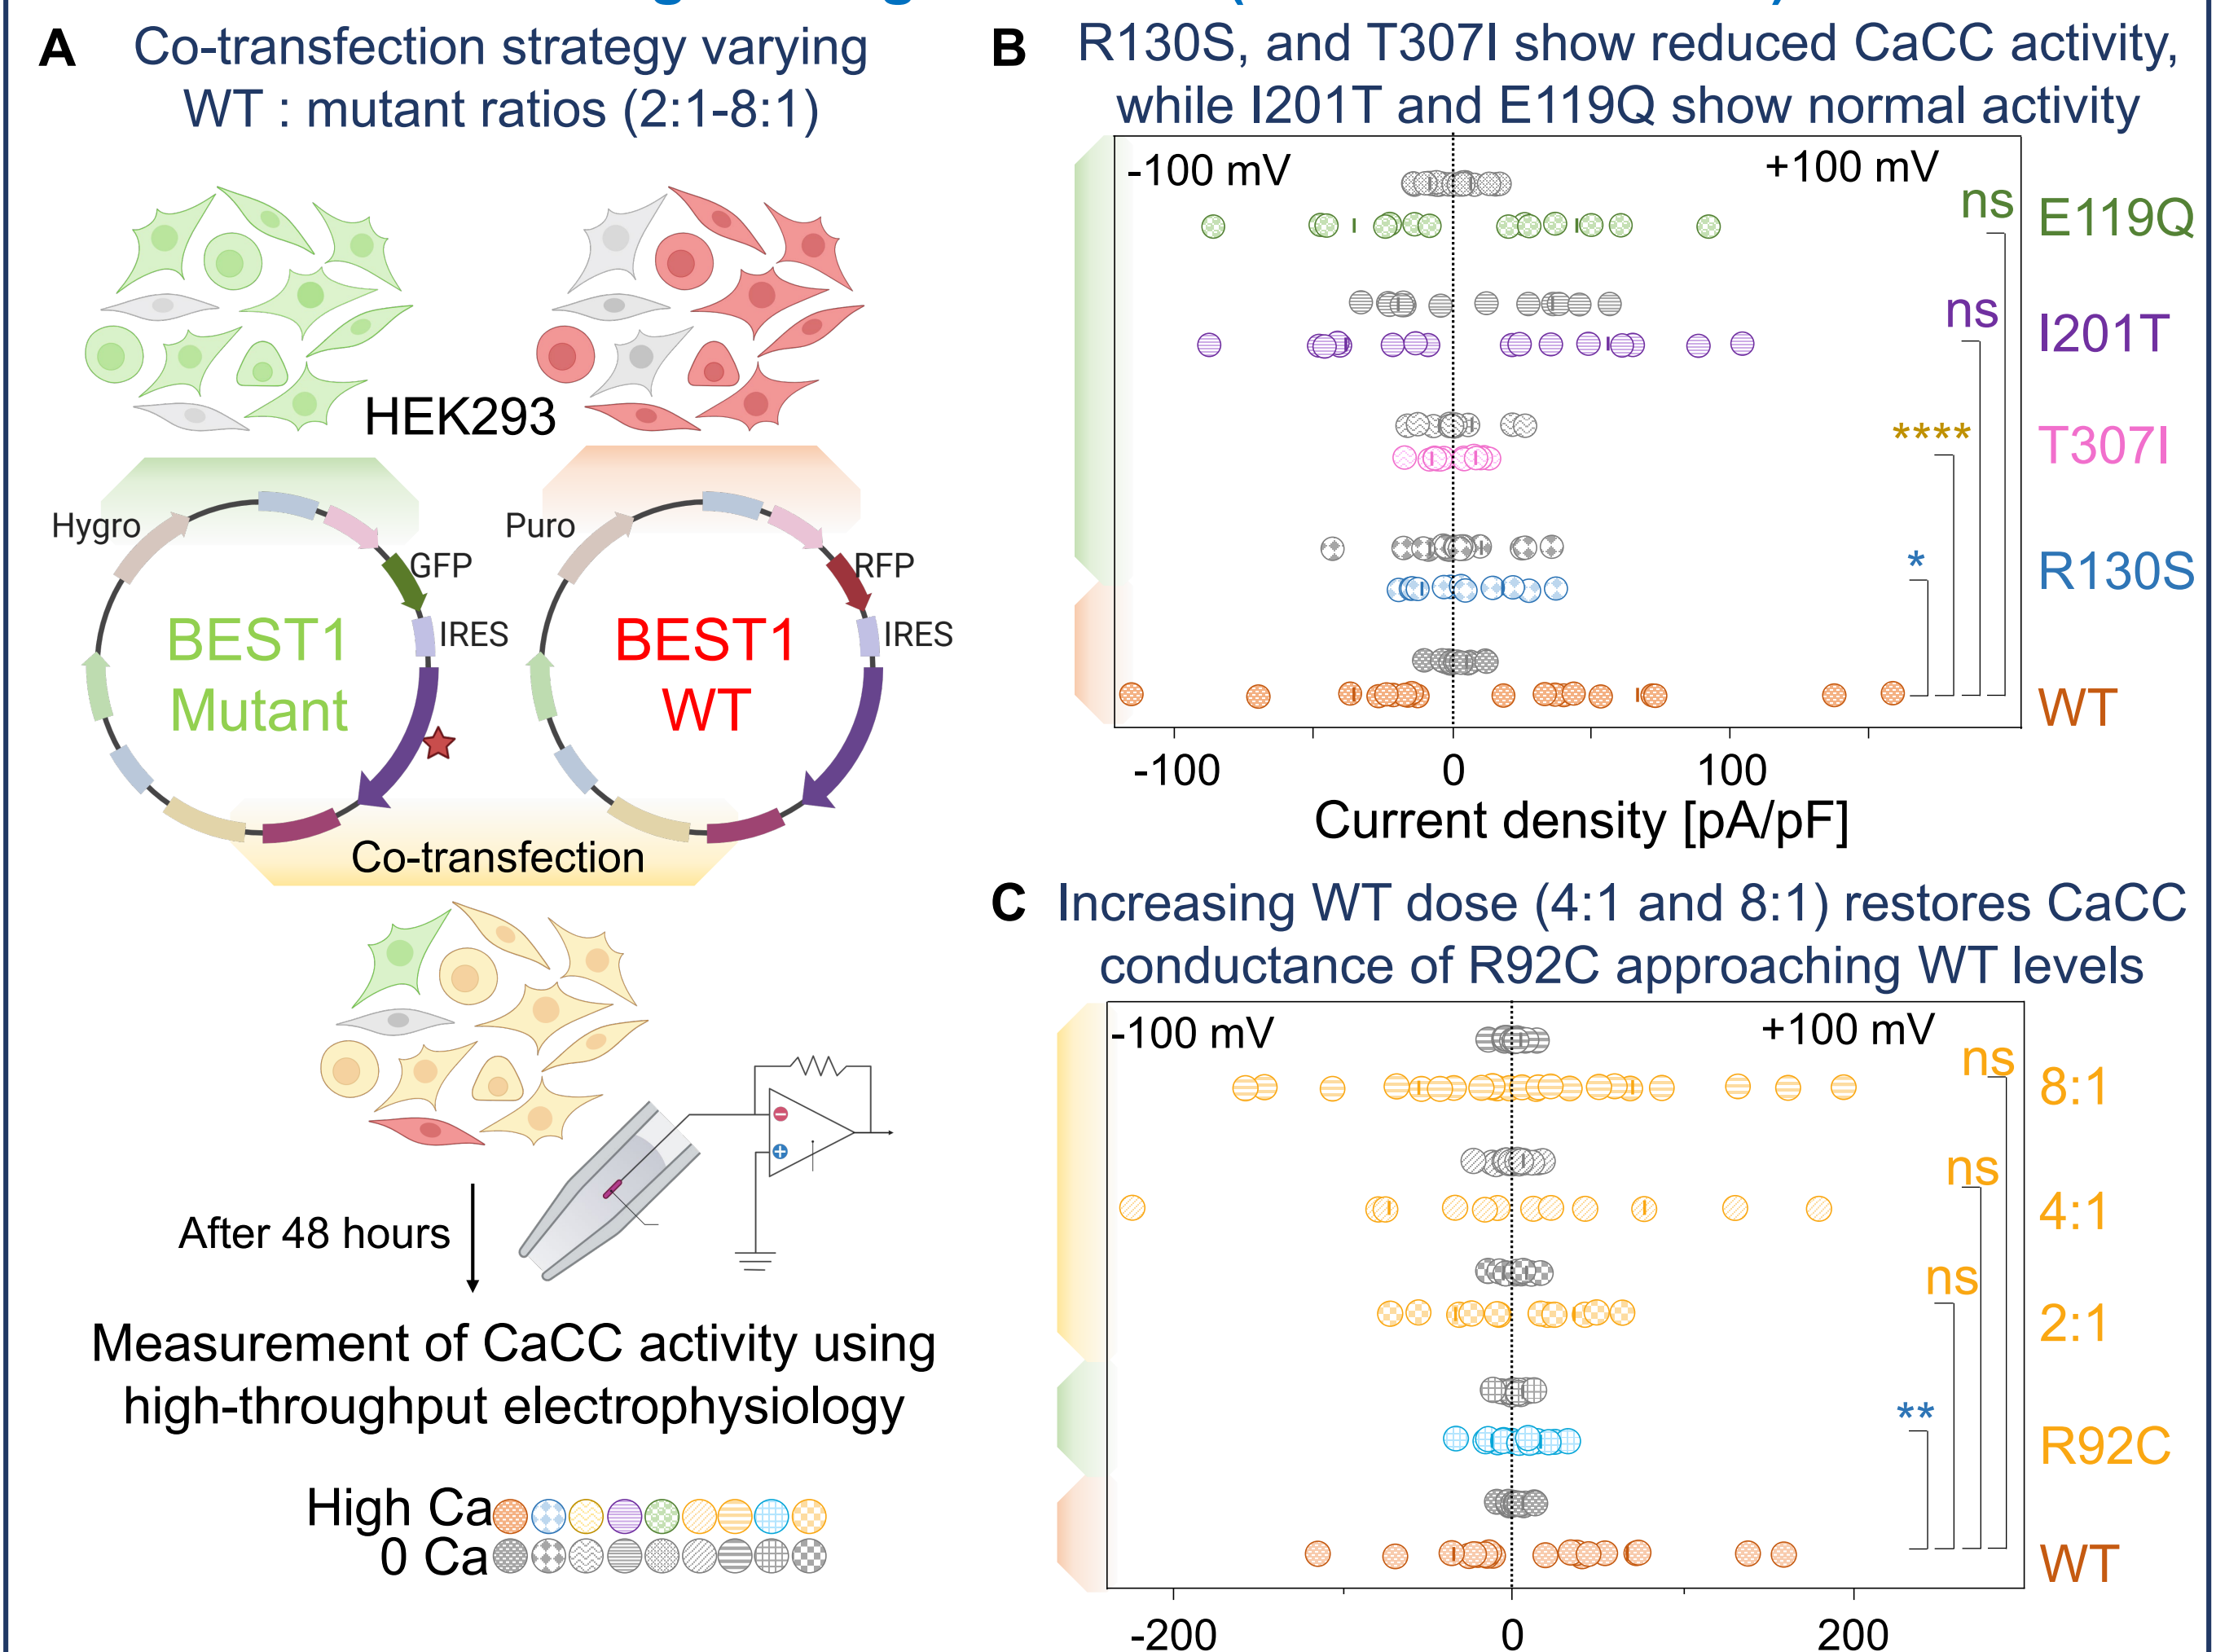 A
Co-transfection strategy varying
WT : mutant ratios (2:1-8:1)
HEK293
Hygro
GFP
IRES
BEST1
Mutant
Puro
RFP
IRES
BEST1
WT
Co-transfection
After 48 hours
Measurement of CaCC activity using
high-throughput electrophysiology
High Ca
0 Ca
B
R130S, and T307I show reduced CaCC activity,
while I201T and E119Q show normal activity
-100 mV
+100 mV
ns
E119Q
ns
I201T
****
T307I
*
R130S
WT
-100
0
100
Current density [pA/pF]
C
Increasing WT dose (4:1 and 8:1) restores CaCC
conductance of R92C approaching WT levels
-100 mV
+100 mV
ns
8:1
ns
4:1
ns
2:1
**
R92C
WT
-200
0
200